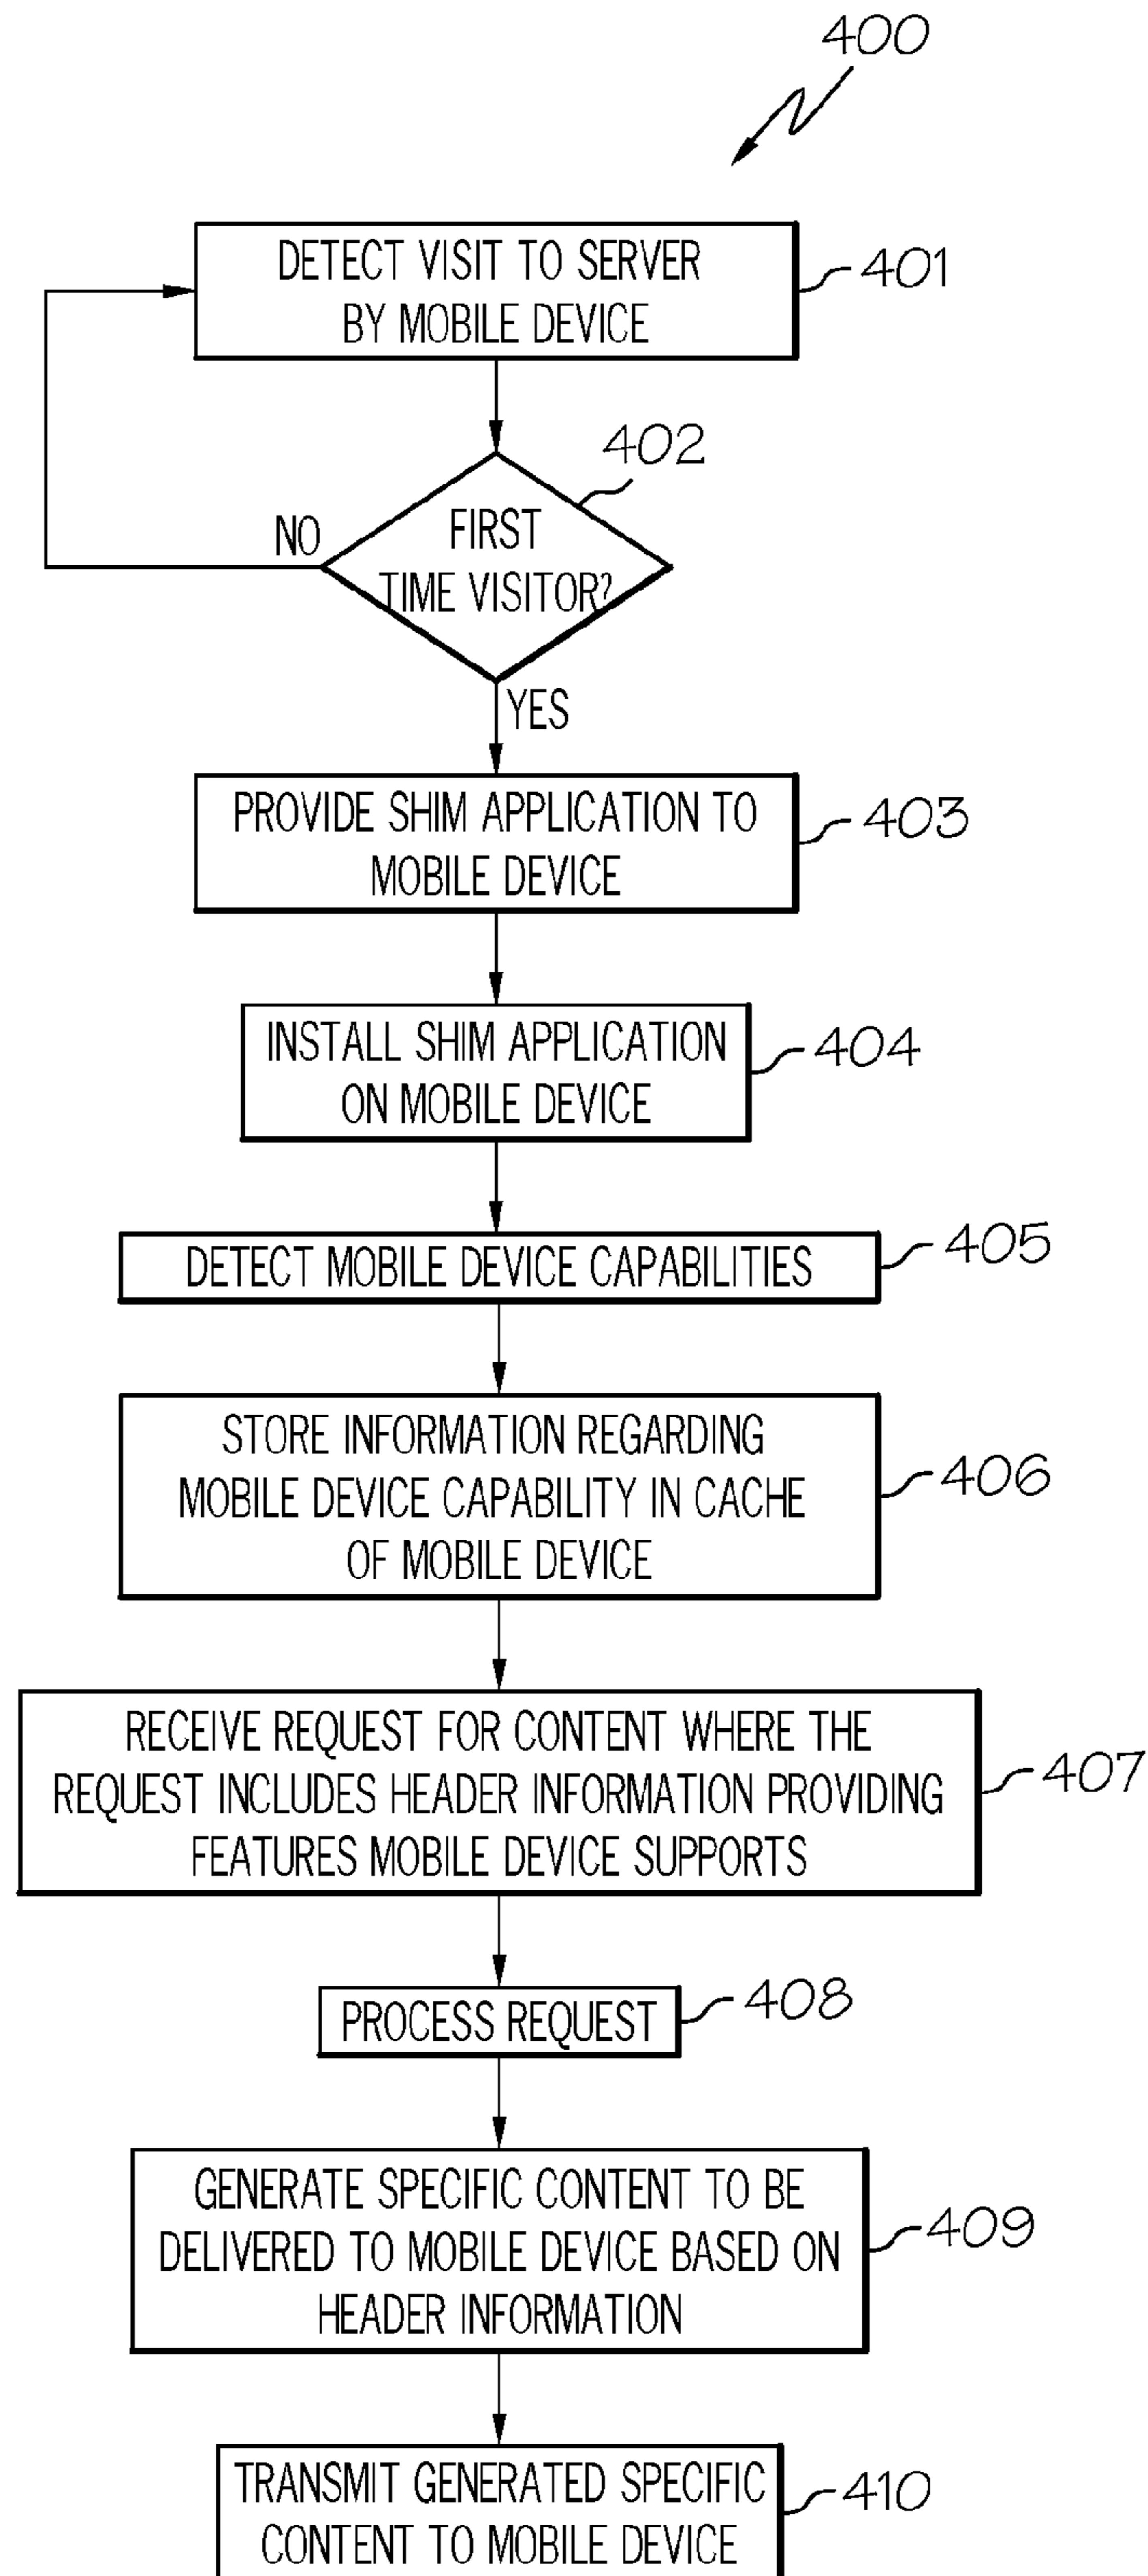 400
DETECT VISIT TO SERVER
BY MOBILE DEVICE
401
402
FIRST
TIME VISITOR?
NO
YES
PROVIDE SHIM APPLICATION TO
MOBILE DEVICE
403
INSTALL SHIM APPLICATION
ON MOBILE DEVICE
404
DETECT MOBILE DEVICE CAPABILITIES
405
STORE INFORMATION REGARDING
MOBILE DEVICE CAPABILITY IN CACHE
OF MOBILE DEVICE
406
RECEIVE REQUEST FOR CONTENT WHERE THE
REQUEST INCLUDES HEADER INFORMATION PROVIDING
FEATURES MOBILE DEVICE SUPPORTS
407
PROCESS REQUEST
408
GENERATE SPECIFIC CONTENT TO BE
DELIVERED TO MOBILE DEVICE BASED ON
HEADER INFORMATION
409
TRANSMIT GENERATED SPECIFIC
CONTENT TO MOBILE DEVICE
410